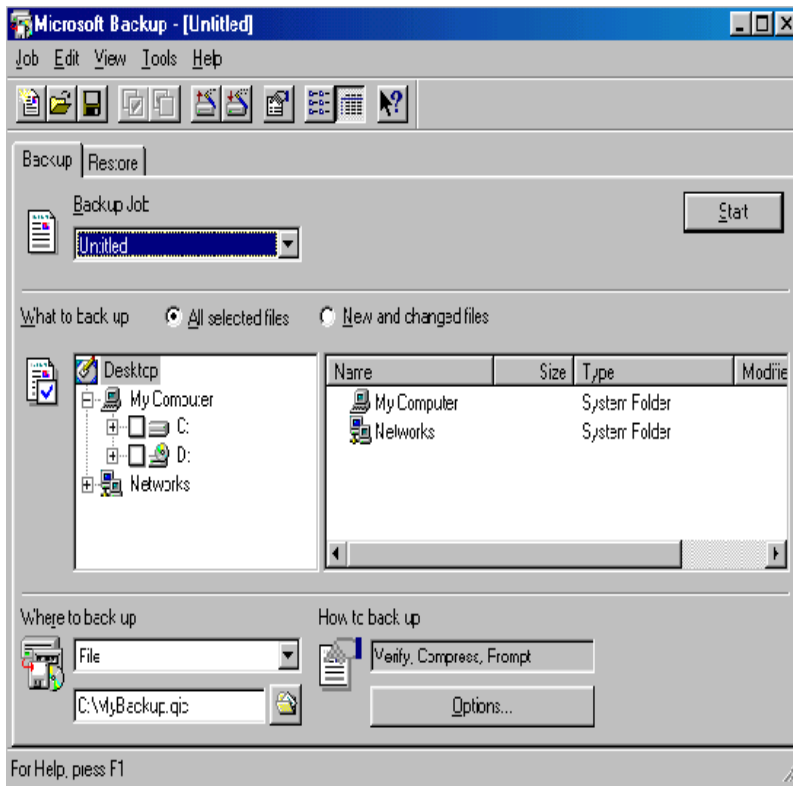 Microsoft Backup - [Untitled]
Job Edit View Tools Help
Backup Restore
Backup Job
Start
Untitled
What to back up All selected files New and changed files
Desktop
My Computer
C:
D:
Networks
Name Size Type Modifie
My Computer System Folder
Networks System Folder
Where to back up
File
C:\MyBackup.qic
How to back up
Verify, Compress, Prompt
Options...
For Help, press F1